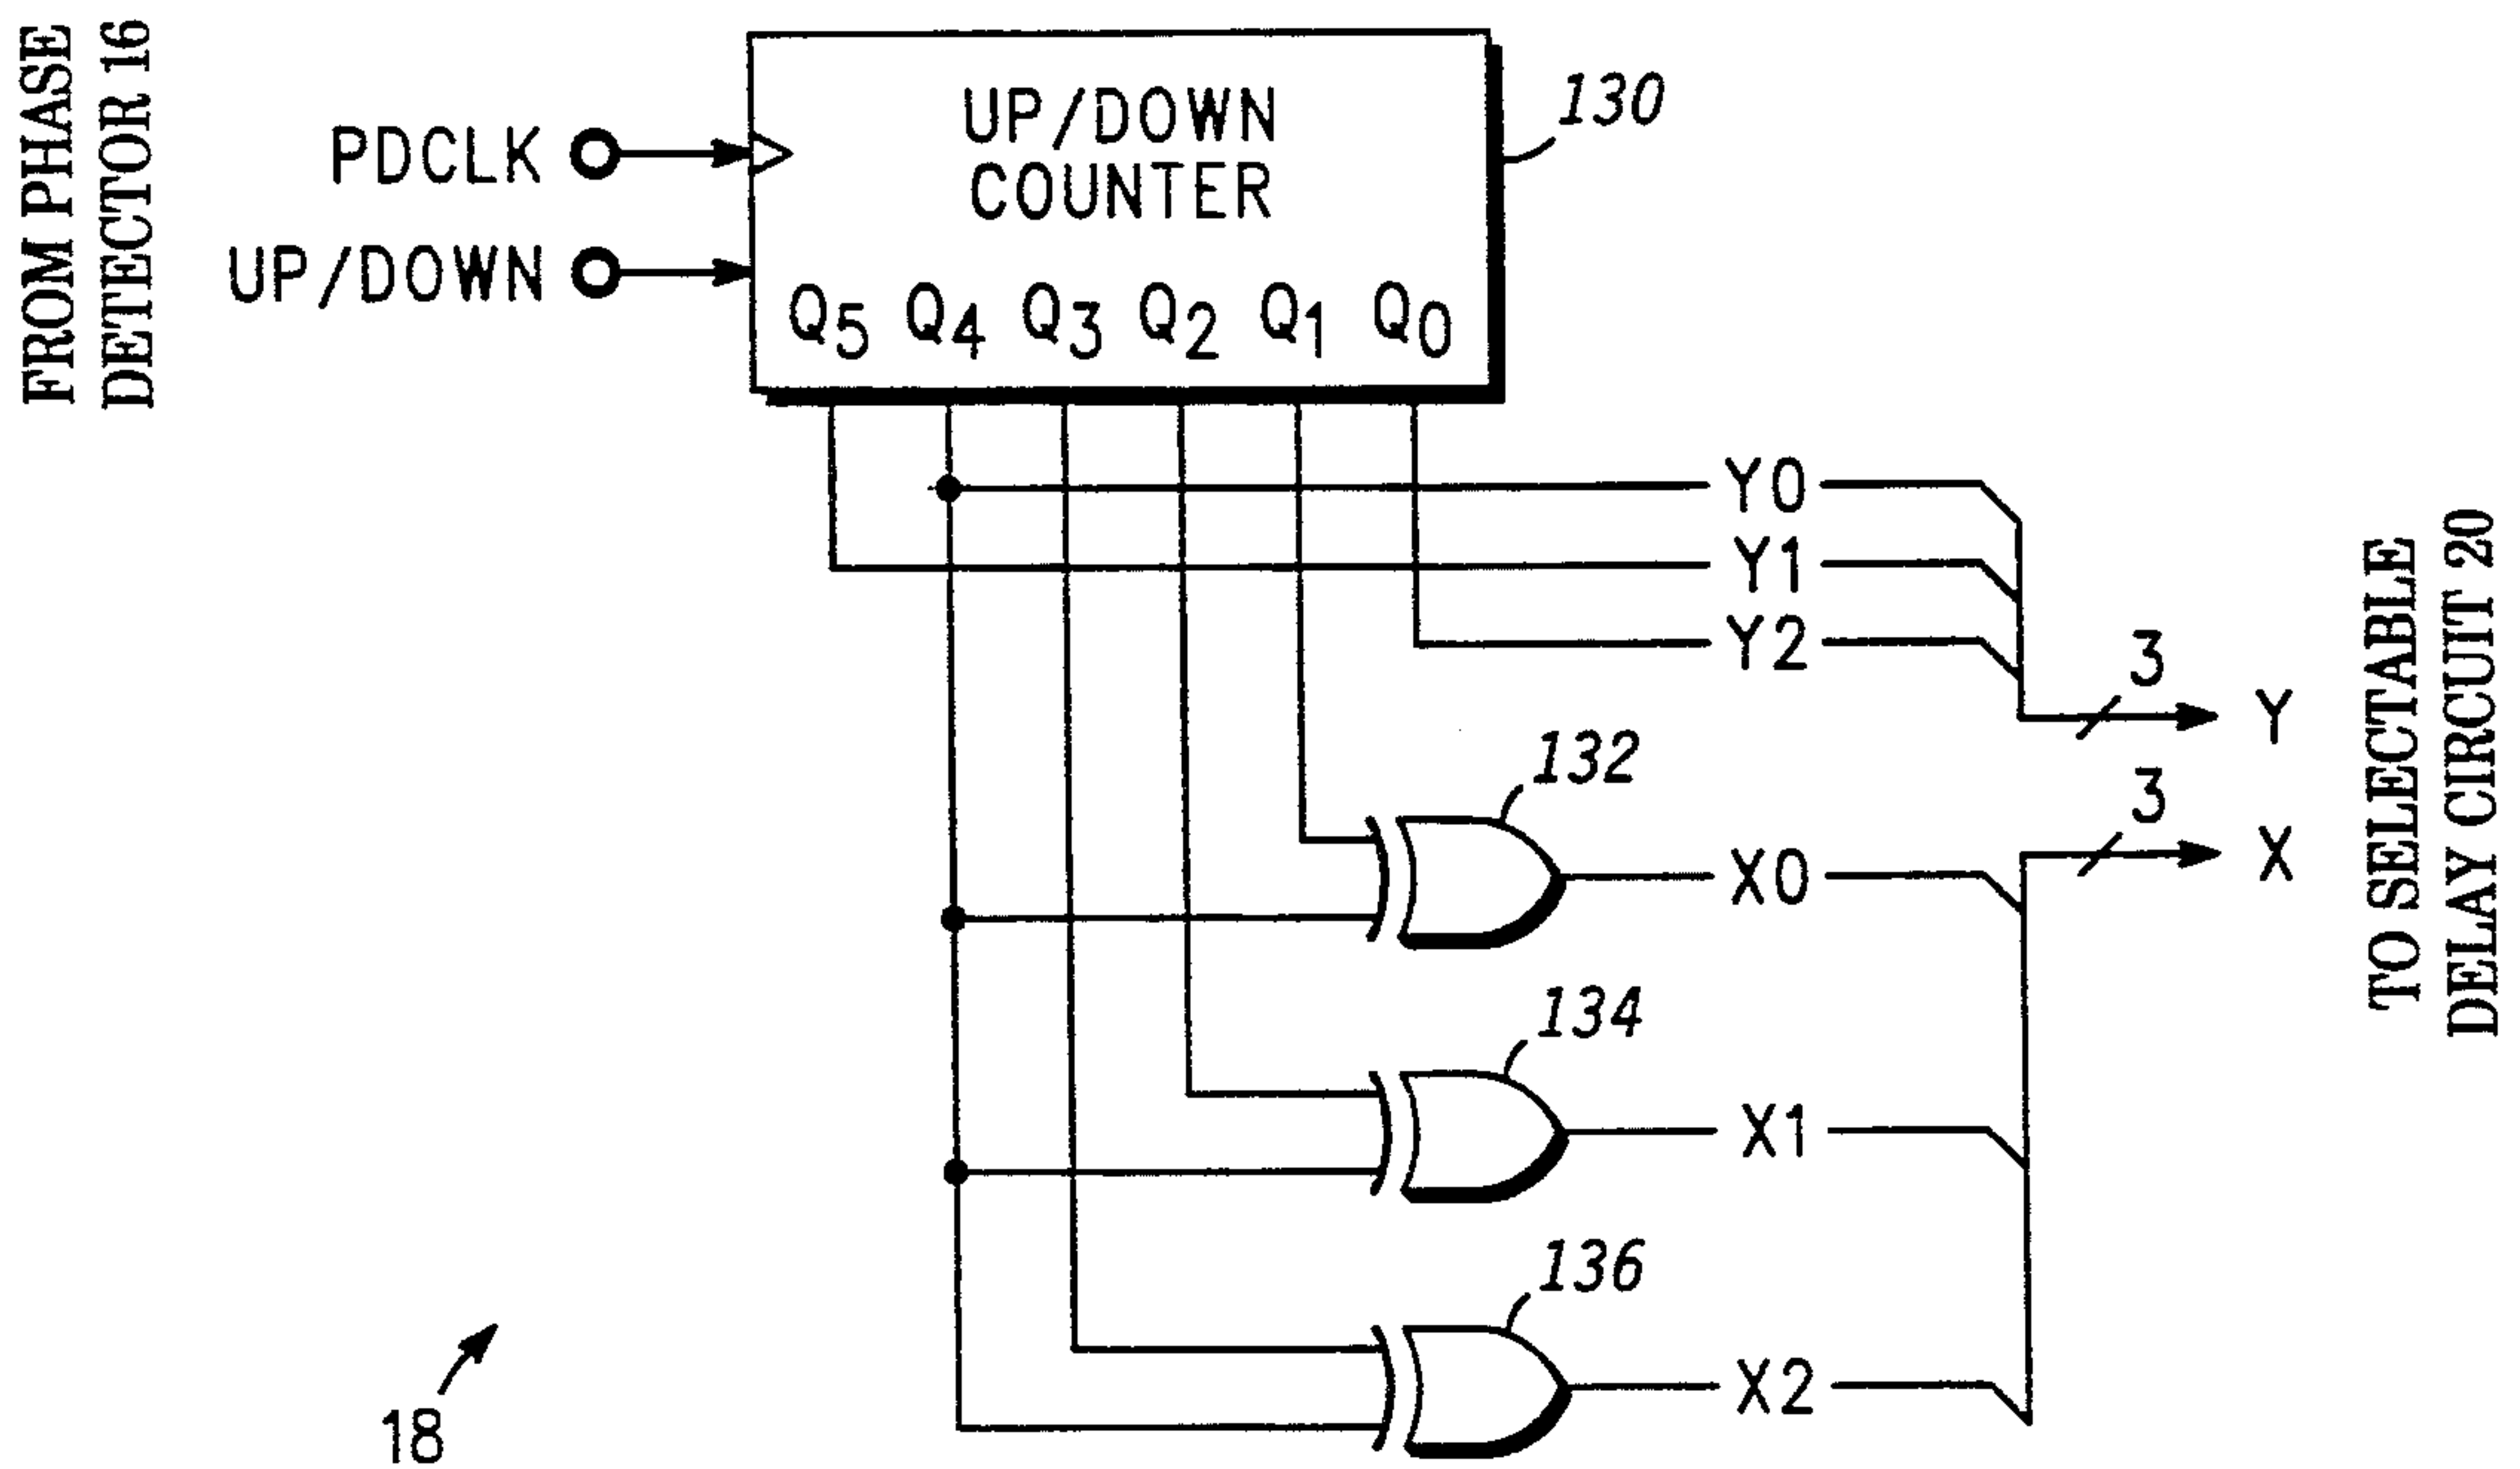 FROM PHASE
DETECTOR 16
PDCLK
UP/DOWN
UP/DOWN
COUNTER
130
Q5 Q4 Q3 Q2 Q1 Q0
Y0
Y1
Y2
3
Y
3
X
132
X0
134
X1
136
X2
TO SELECTABLE
DELAY CIRCUIT 20
18